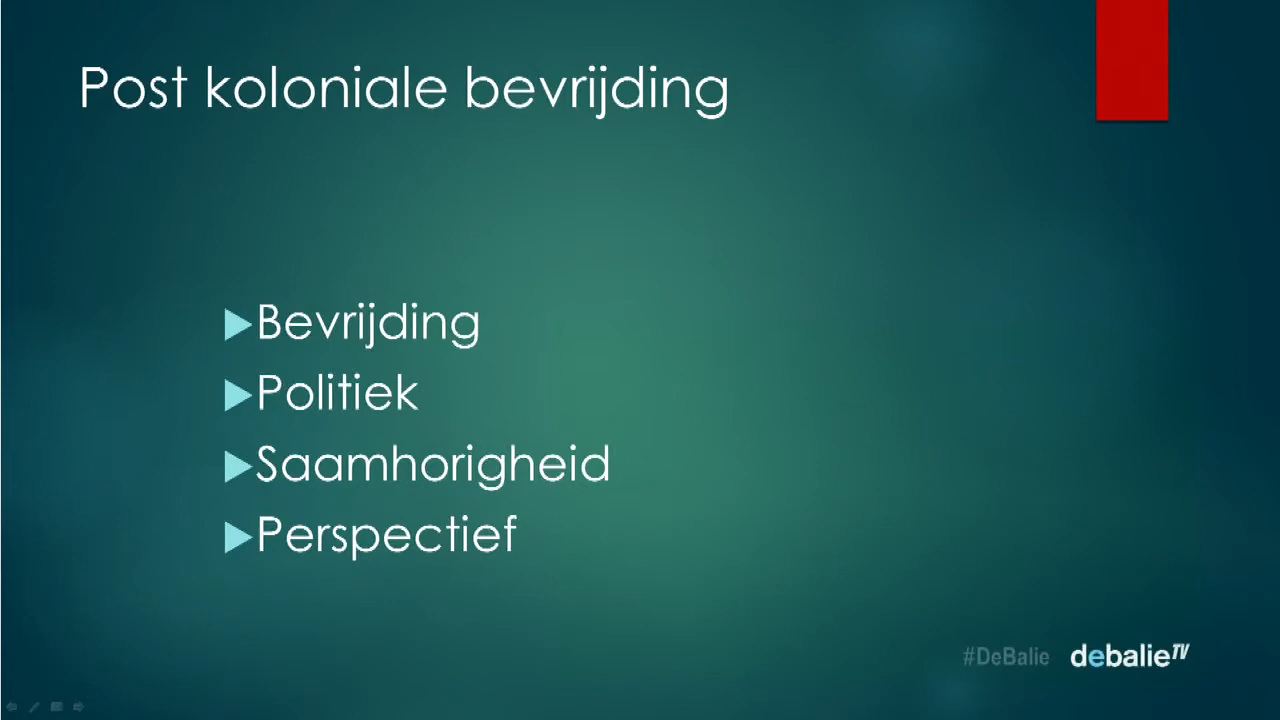 Post koloniale bevrijding
Bevrijding
Politiek
Saamhorigheid
Perspectief
#DeBalie debalieTV